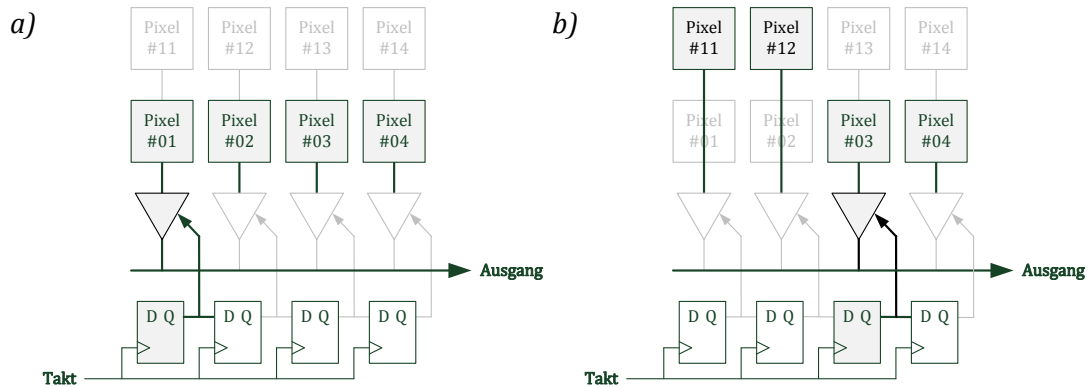 a)
Pixel #11
Pixel #12
Pixel #13
Pixel #14
Pixel #01
Pixel #02
Pixel #03
Pixel #04
Ausgang
D Q
D Q
D Q
D Q
Takt
b)
Pixel #11
Pixel #12
Pixel #13
Pixel #14
Pixel #01
Pixel #02
Pixel #03
Pixel #04
Ausgang
D Q
D Q
D Q
D Q
Takt